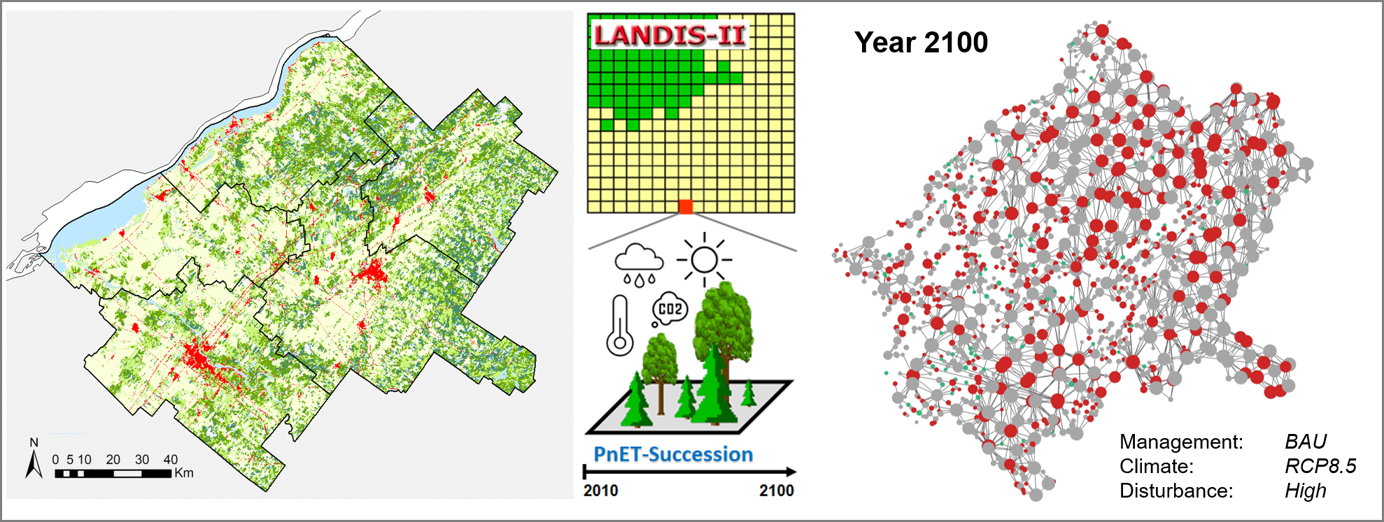 N
0 5 10 20 30 40
Km
LANDIS-II
CO2
PnET-Succession
2010 2100
Year 2100
Management: BAU
Climate: RCP8.5
Disturbance: High